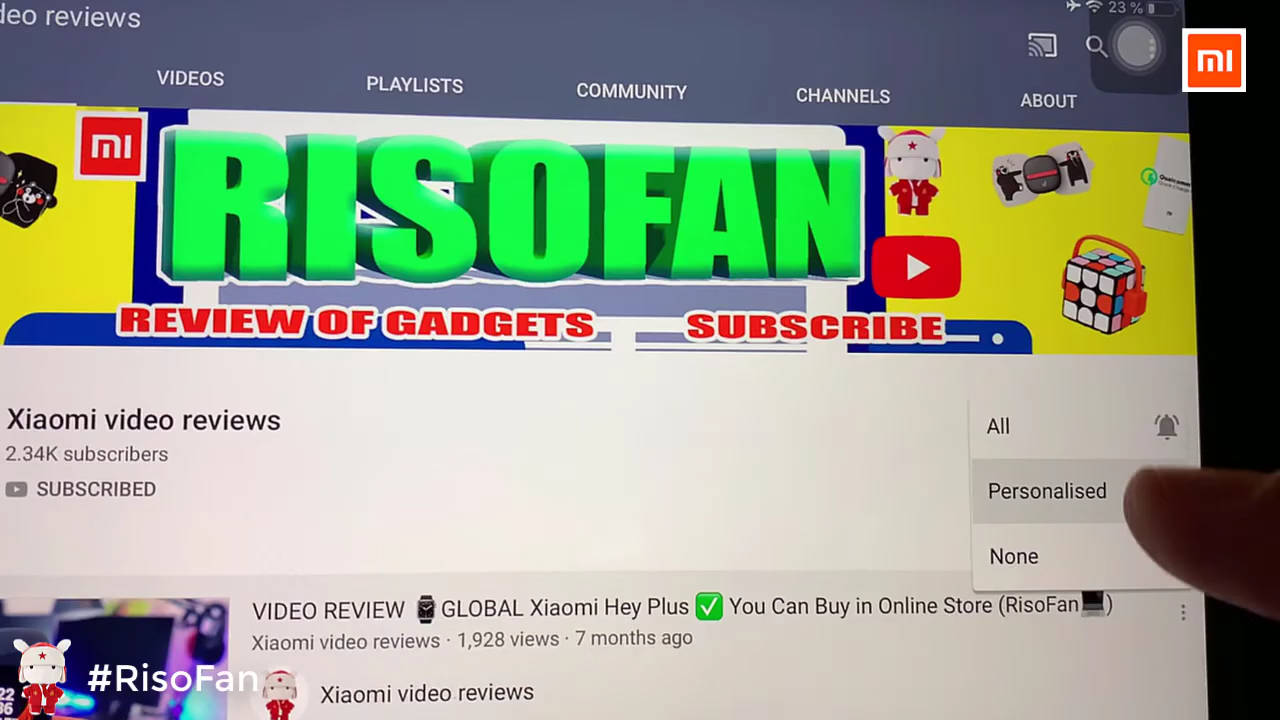 deo reviews
23 %
VIDEOS
PLAYLISTS
COMMUNITY
CHANNELS
ABOUT
mi
mi
RISOFAN
Qualcomm
REVIEW OF GADGETS
SUBSCRIBE
Xiaomi video reviews
2.34K subscribers
SUBSCRIBED
All
Personalised
None
VIDEO REVIEW ⌚GLOBAL Xiaomi Hey Plus ✅ You Can Buy in Online Store (RisoFan💻)
Xiaomi video reviews · 1,928 views · 7 months ago
#RisoFan
Xiaomi video reviews